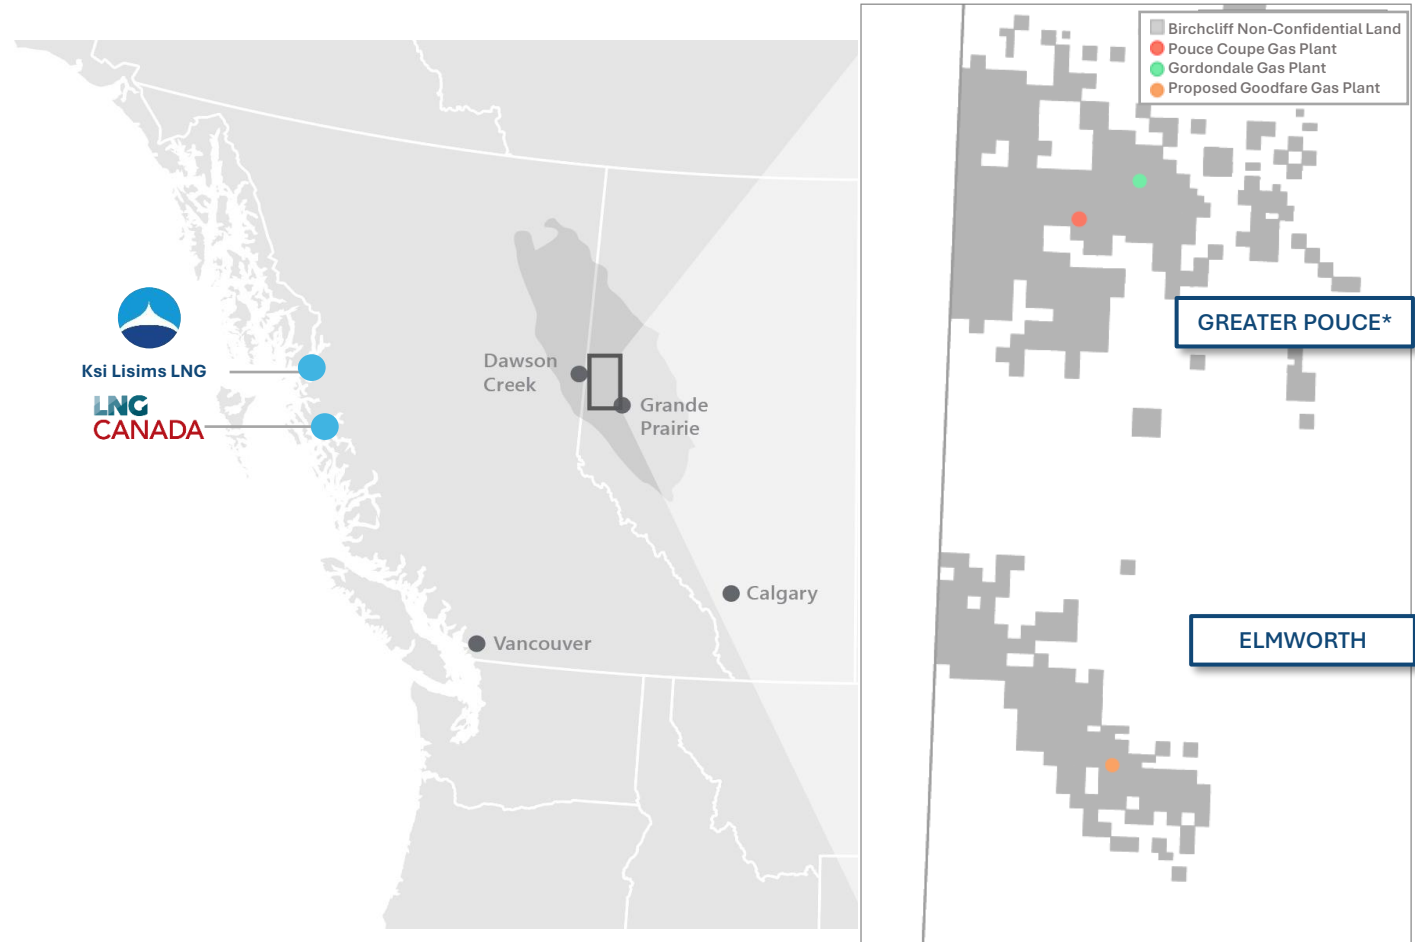 Birchcliff Non-Confidential Land
Pouce Coupe Gas Plant
Gordondale Gas Plant
Proposed Goodfare Gas Plant
GREATER POUCE*
Ksi Lisims LNG
LNG
CANADA
Dawson
Creek
Grande
Prairie
Calgary
Vancouver
ELMWORTH